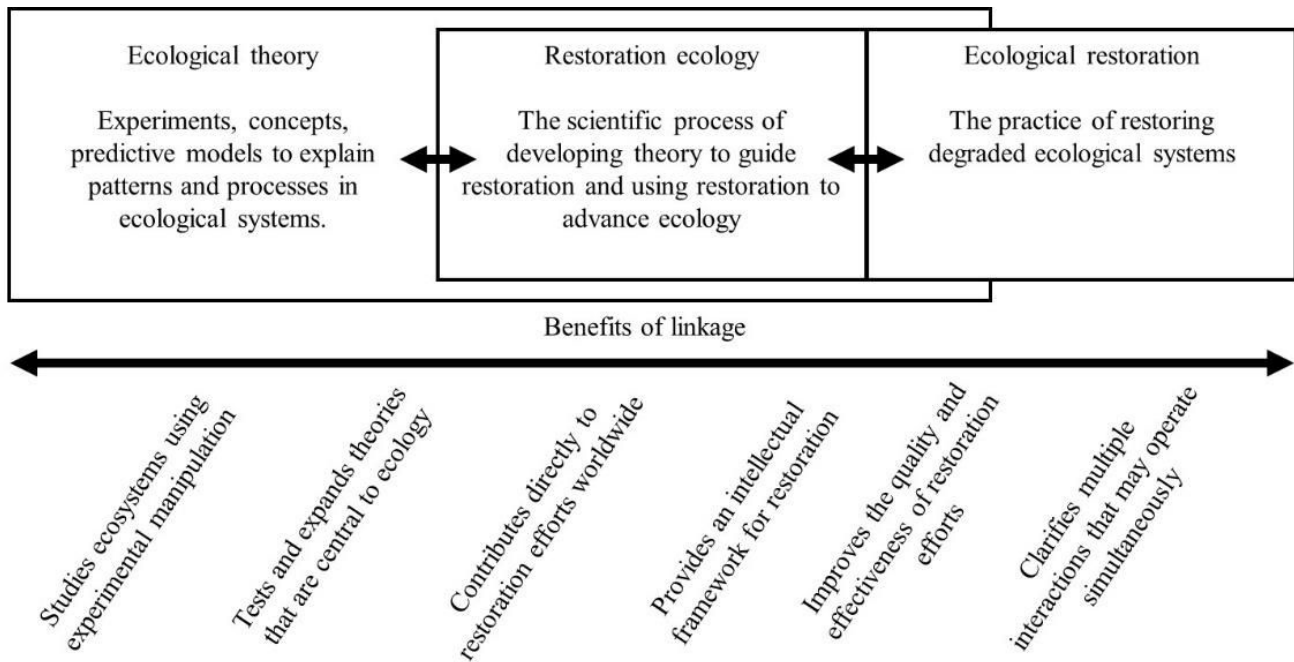 Ecological theory
Experiments, concepts,
predictive models to explain
patterns and processes in
ecological systems.
Restoration ecology
The scientific process of
developing theory to guide
restoration and using restoration to
advance ecology
Ecological restoration
The practice of restoring
degraded ecological systems
Benefits of linkage
Studies ecosystems using
experimental manipulation
Tests and expands theories
that are central to ecology
Contributes directly to
restoration efforts worldwide
Provides an intellectual
framework for restoration
Improves the quality and
effectiveness of restoration
efforts
Clarifies multiple
interactions that may operate
simultaneously